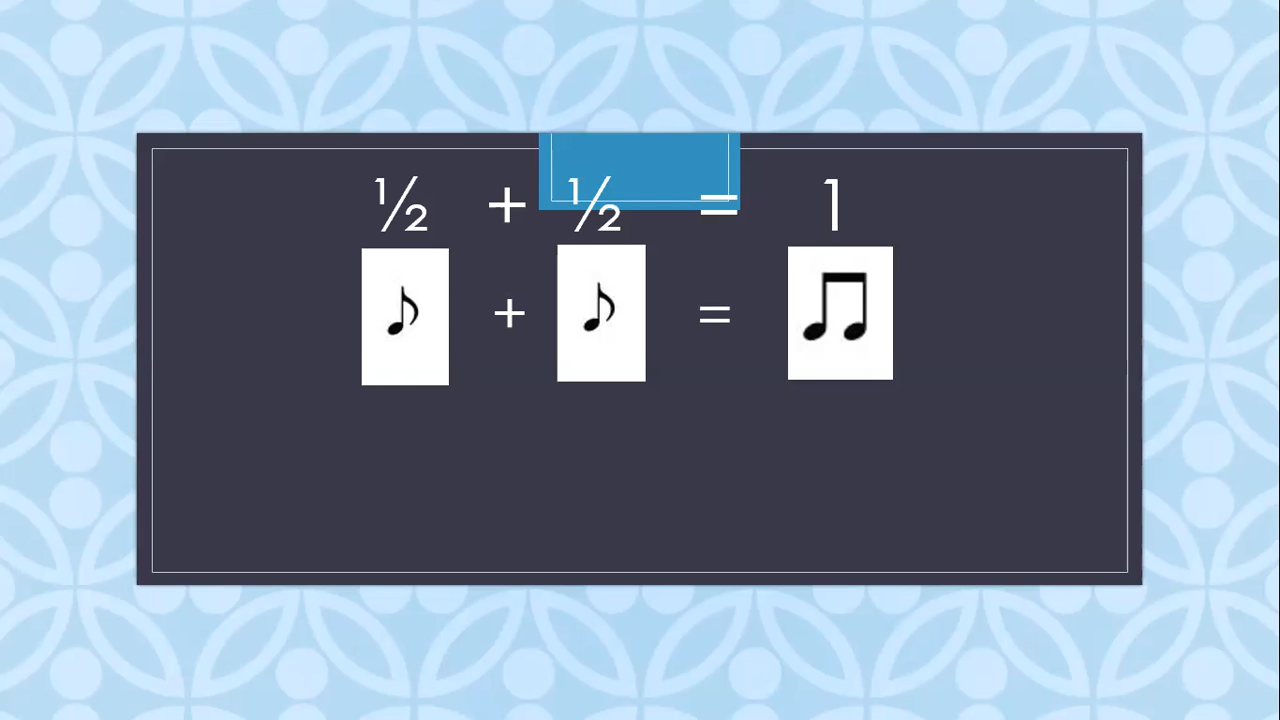 ½ + ½ = 1
♪ + ♪ = ♫